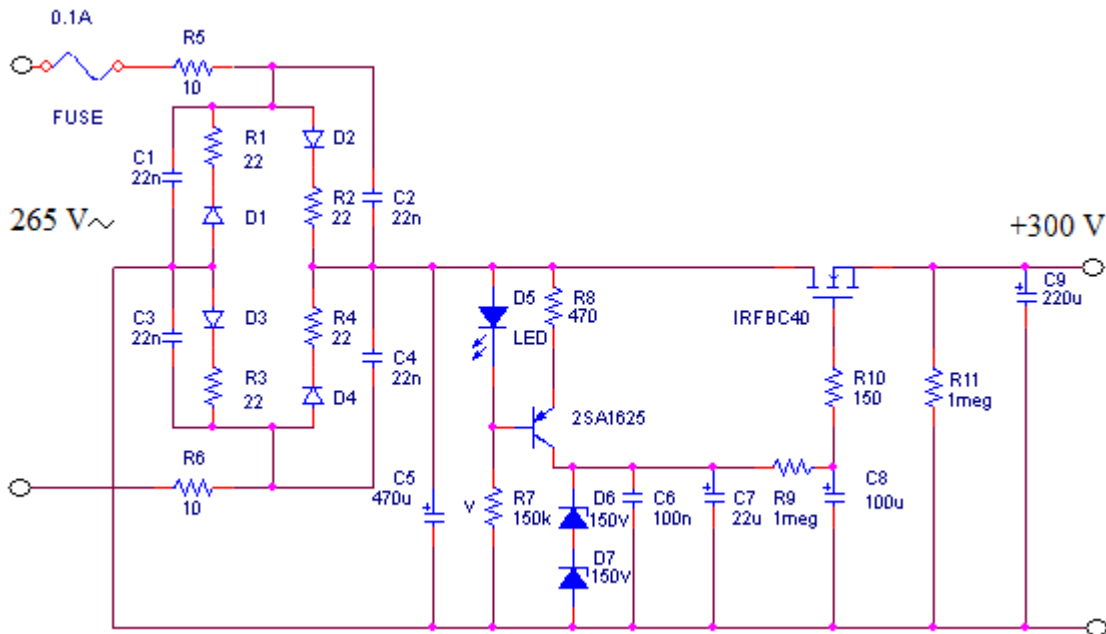 0.1A
FUSE
R5
10
C1
22n
R1
22
D1
D2
R2
22
C2
22n
265 V~
+300 V
C3
22n
D3
R3
22
R4
22
D4
C4
22n
R6
10
C5
470u
D5
LED
R8
470
2SA1625
V
R7
150k
D6
150V
D7
150V
C6
100n
C7
22u
R9
1meg
C8
100u
IRFBC40
R10
150
R11
1meg
C9
220u